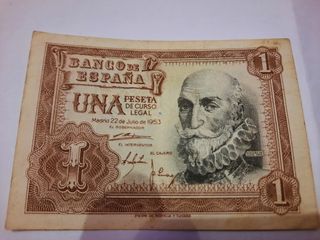 1
BANCO DE
ESPAÑA
1
UNA PESETA
DE CURSO
LEGAL
Madrid 22 de Julio de 1953
EL GOBERNADOR
EL INTERVENTOR
EL CAJERO
1
1